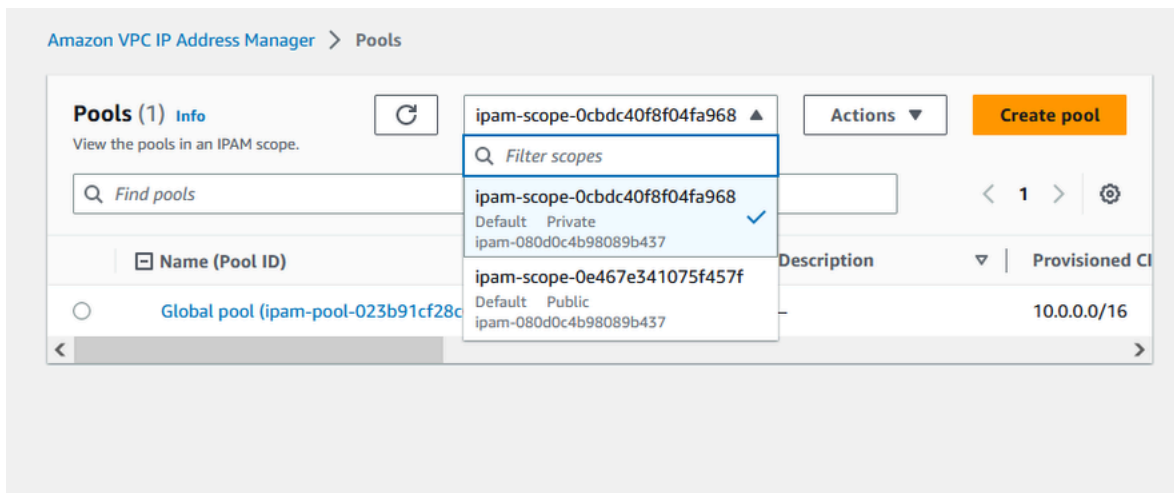 Amazon VPC IP Address Manager > Pools
Pools (1) Info
ipam-scope-0cbdc40f8f04fa968
Actions
Create pool
View the pools in an IPAM scope.
Filter scopes
Find pools
1
ipam-scope-0cbdc40f8f04fa968
Default Private
ipam-080d0c4b98089b437
ipam-scope-0e467e341075f457f
Default Public
ipam-080d0c4b98089b437
Name (Pool ID)
Description
Provisioned CI
Global pool (ipam-pool-023b91cf28c
–
10.0.0.0/16